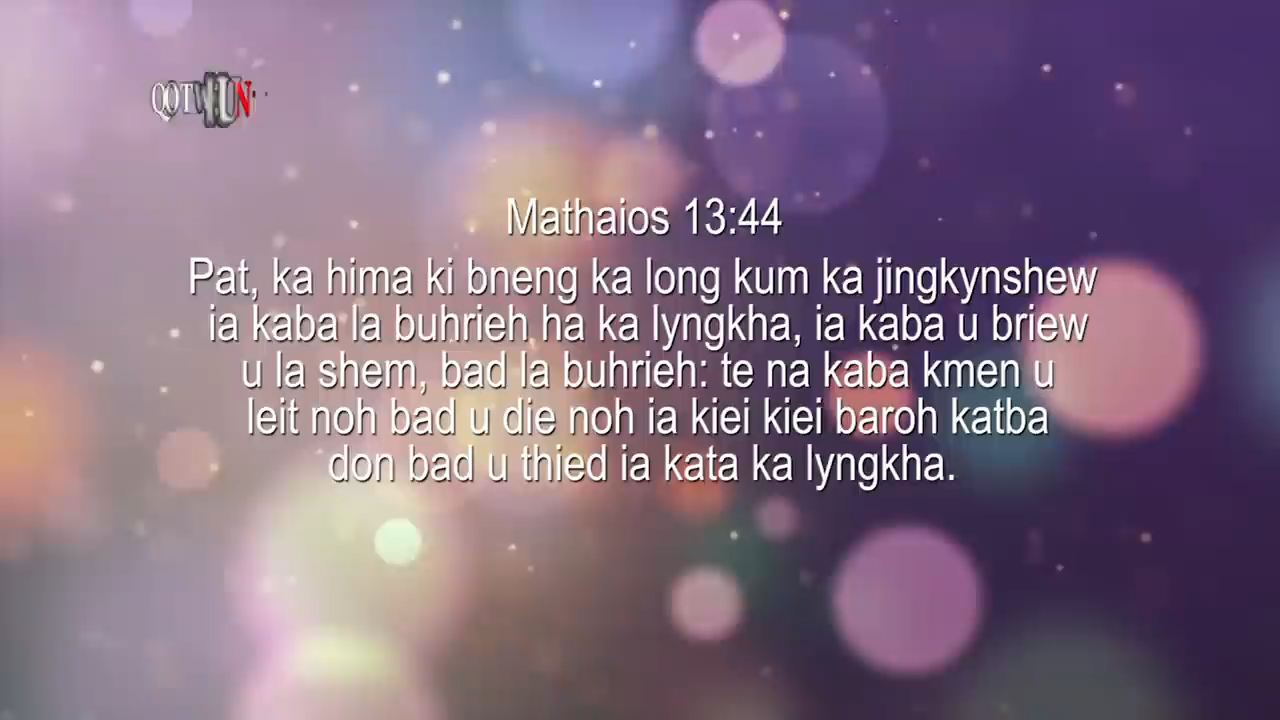 Mathaios 13:44
Pat, ka hima ki bneng ka long kum ka jingkynshew
ia kaba la buhrieh ha ka lyngkha, ia kaba u briew
u la shem, bad la buhrieh: te na kaba kmen u
leit noh bad u die noh ia kiei kiei baroh katba
don bad u thied ia kata ka lyngkha.